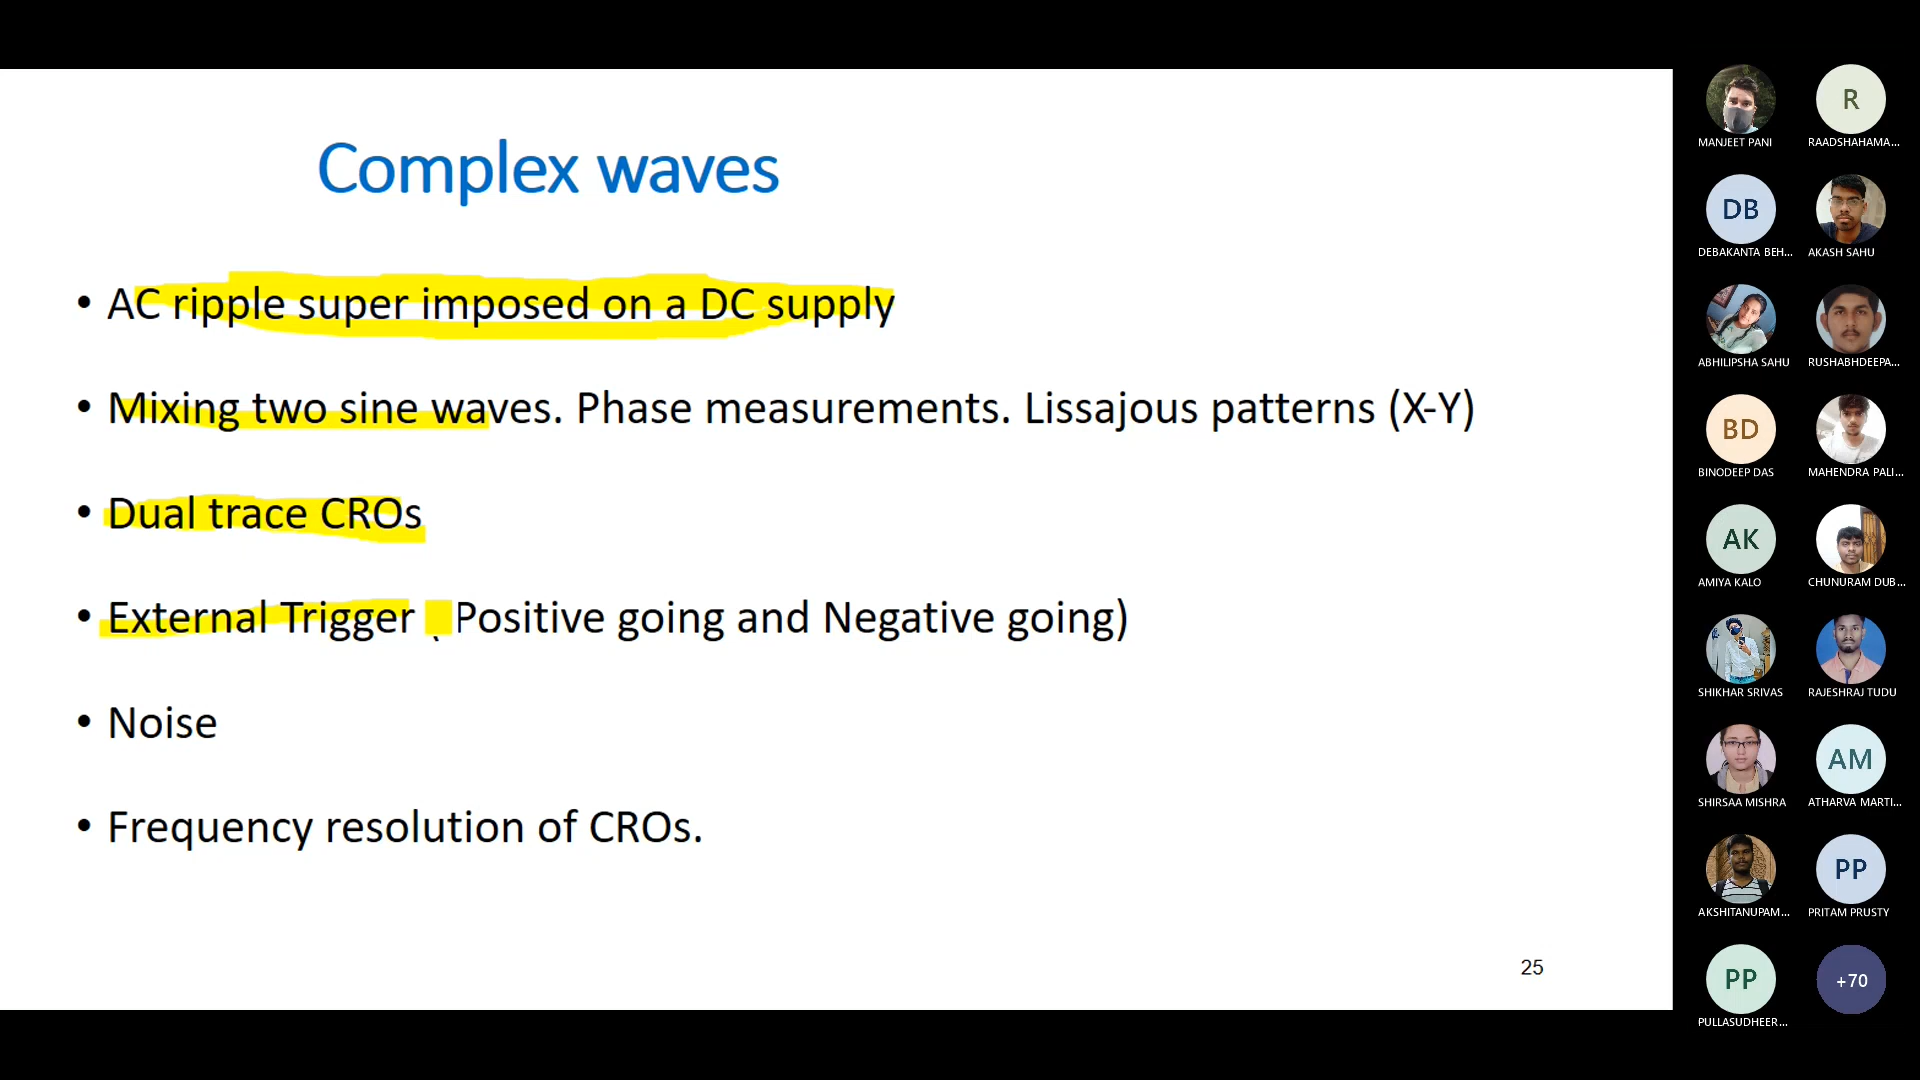 Complex waves
• AC ripple super imposed on a DC supply
• Mixing two sine waves. Phase measurements. Lissajous patterns (X-Y)
• Dual trace CROs
• External Trigger ( Positive going and Negative going)
• Noise
• Frequency resolution of CROs.
25
R
MANJEET PANI
RAADSHAHAMA...
DB
DEBAKANTA BEH...
AKASH SAHU
ABHILIPSHA SAHU
RUSHABHDEEPA...
BD
BINODEEP DAS
MAHENDRA PALI...
AK
AMIYA KALO
CHUNURAM DUB...
SHIKHAR SRIVAS
RAJESHRAJ TUDU
AM
SHIRSAA MISHRA
ATHARVA MARTI...
PP
AKSHITANUPAM...
PRITAM PRUSTY
PP
+70
PULLASUDHEER...